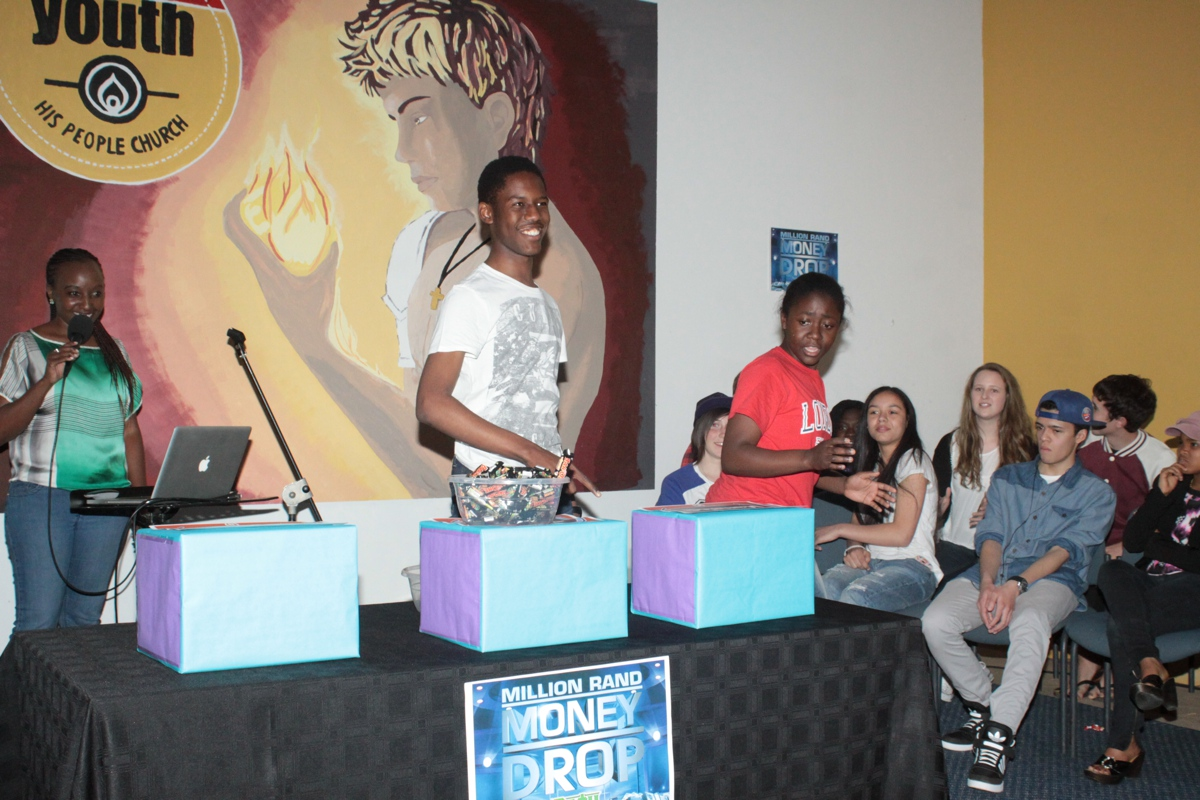 youth
HIS PEOPLE CHURCH
MILLION RAND
MONEY
DROP
MILLION RAND
MONEY
DROP